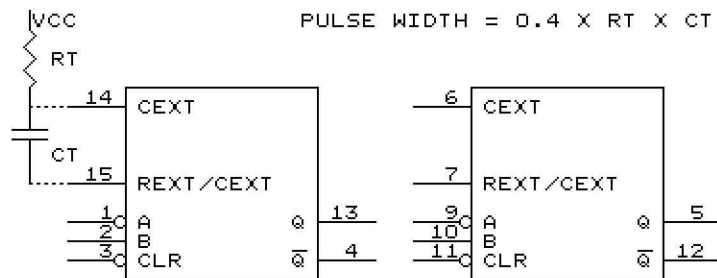 VCC PULSE WIDTH = 0.4 X RT X CT
RT
14 CEXT 6 CEXT
CT
15 REXT/CEXT 7 REXT/CEXT
1 A Q 13 9 A Q 5
2 B 10 B
3 CLR Q̅ 4 11 CLR Q̅ 12